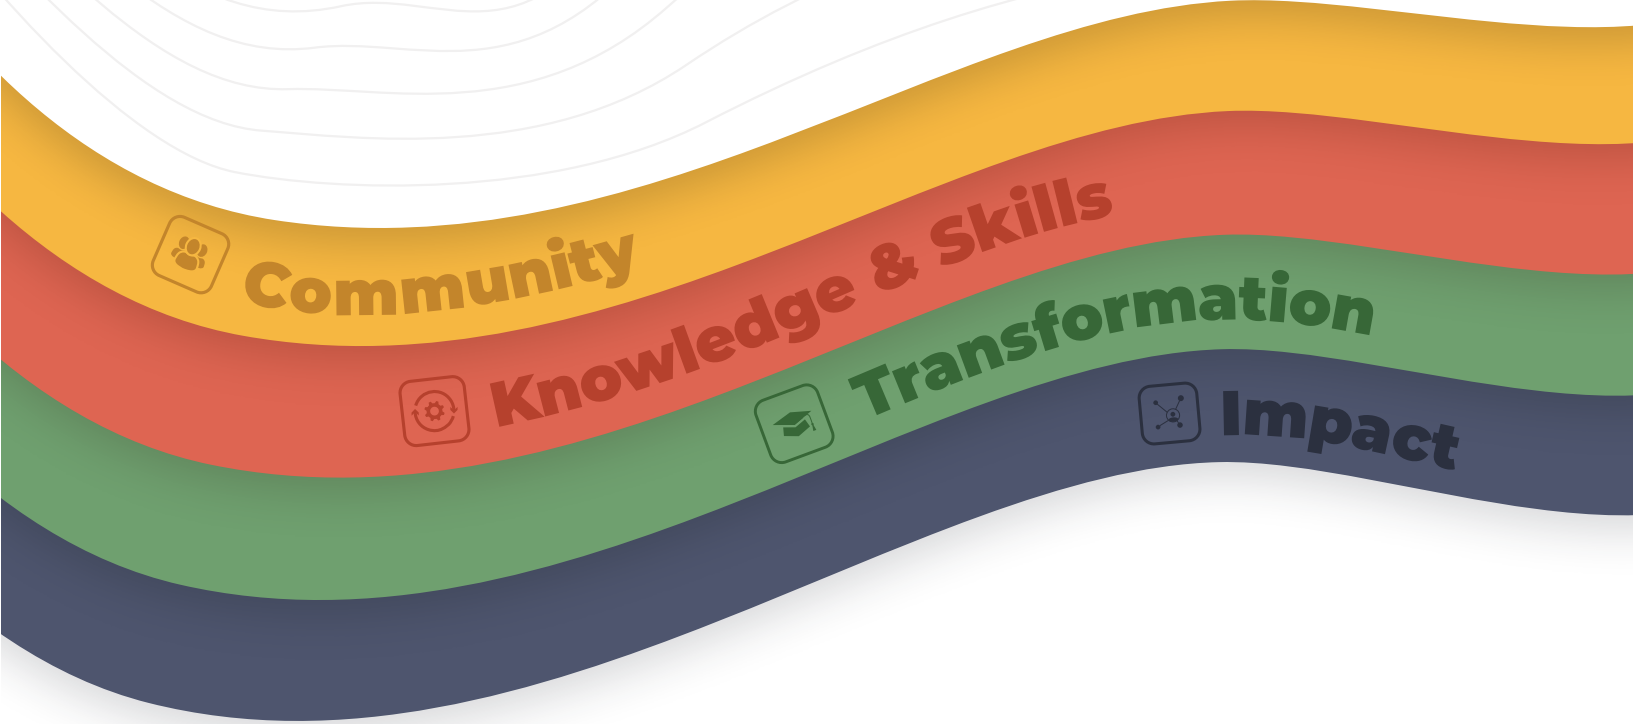 Community
Knowledge & Skills
Transformation
Impact